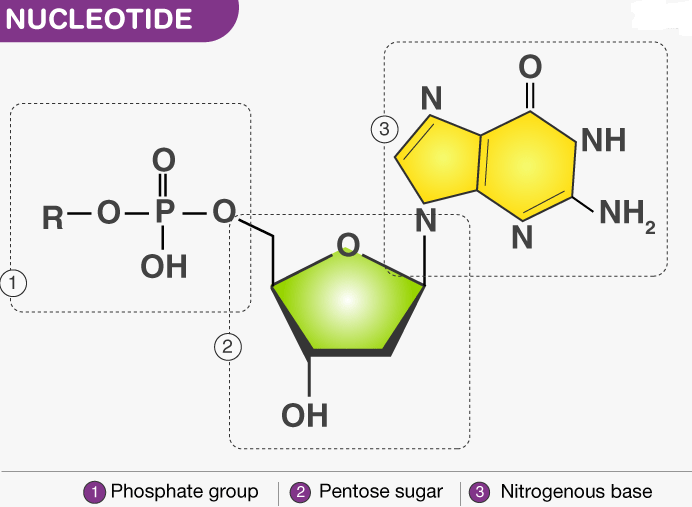 NUCLEOTIDE
O
N
3
NH
O
R O P O
NH₂
N
N
O
OH
1
2
OH
1 Phosphate group | 2 Pentose sugar | 3 Nitrogenous base